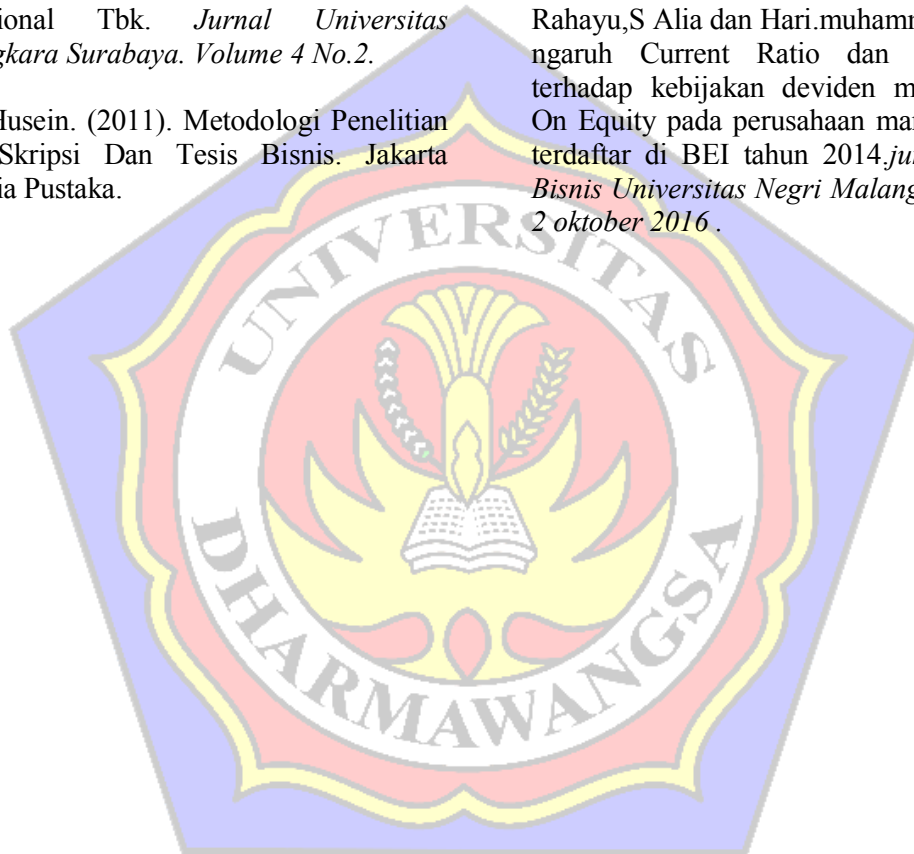 ional Tbk. Jurnal Universitas
gkara Surabaya. Volume 4 No.2.
Husein. (2011). Metodologi Penelitian
Skripsi Dan Tesis Bisnis. Jakarta
ia Pustaka.
Rahayu,S Alia dan Hari.muhamm
ngaruh Current Ratio dan
terhadap kebijakan deviden m
On Equity pada perusahaan ma
terdaftar di BEI tahun 2014.ju
Bisnis Universitas Negri Malang
2 oktober 2016 .
UNIVERSITAS
DHARMAWANGSA